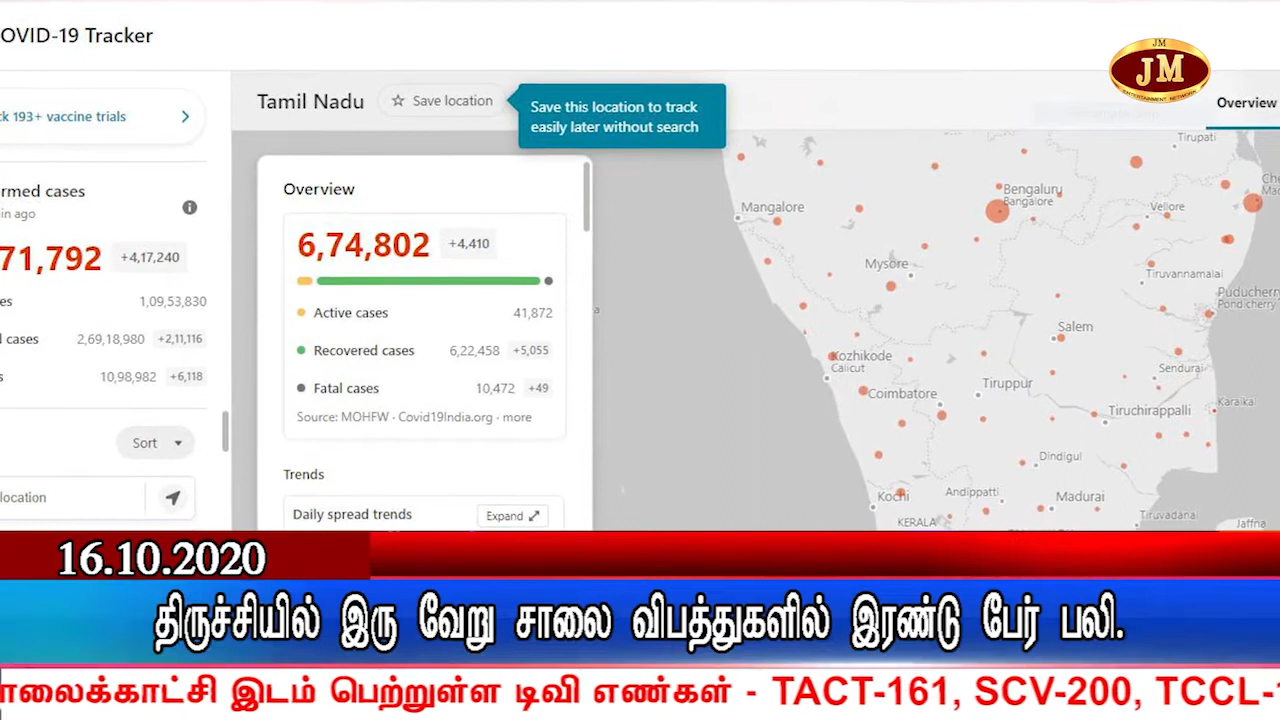 OVID-19 Tracker
JM
JM
ENTERTAINMENT NETWORK
Tamil Nadu
Save location
Save this location to track
easily later without search
Overview
k 193+ vaccine trials
rmed cases
in ago
71,792 +4,17,240
es 1,09,53,830
l cases 2,69,18,980 +2,11,116
s 10,98,982 +6,118
Sort
location
Overview
6,74,802 +4,410
Active cases 41,872
Recovered cases 6,22,458 +5,055
Fatal cases 10,472 +49
Source: MOHFW · Covid19India.org · more
Trends
Daily spread trends Expand
Tirupati
Che
Bengaluru
Bangalore
Mangalore
Vellore
Mysore
Tiruvannamalai
Puducherry
Pondicherry
Salem
Kozhikode
Calicut
Sendurai
Coimbatore
Tiruppur
Karaikal
Tiruchirappalli
Dindigul
Kochi
Andippatti
Madurai
KERALA
Tiruvadanai
Jaffna
16.10.2020
திருச்சியில் இரு வேறு சாலை விபத்துகளில் இரண்டு பேர் பலி.
ாலைக்காட்சி இடம் பெற்றுள்ள டிவி எண்கள் - TACT-161, SCV-200, TCCL-1